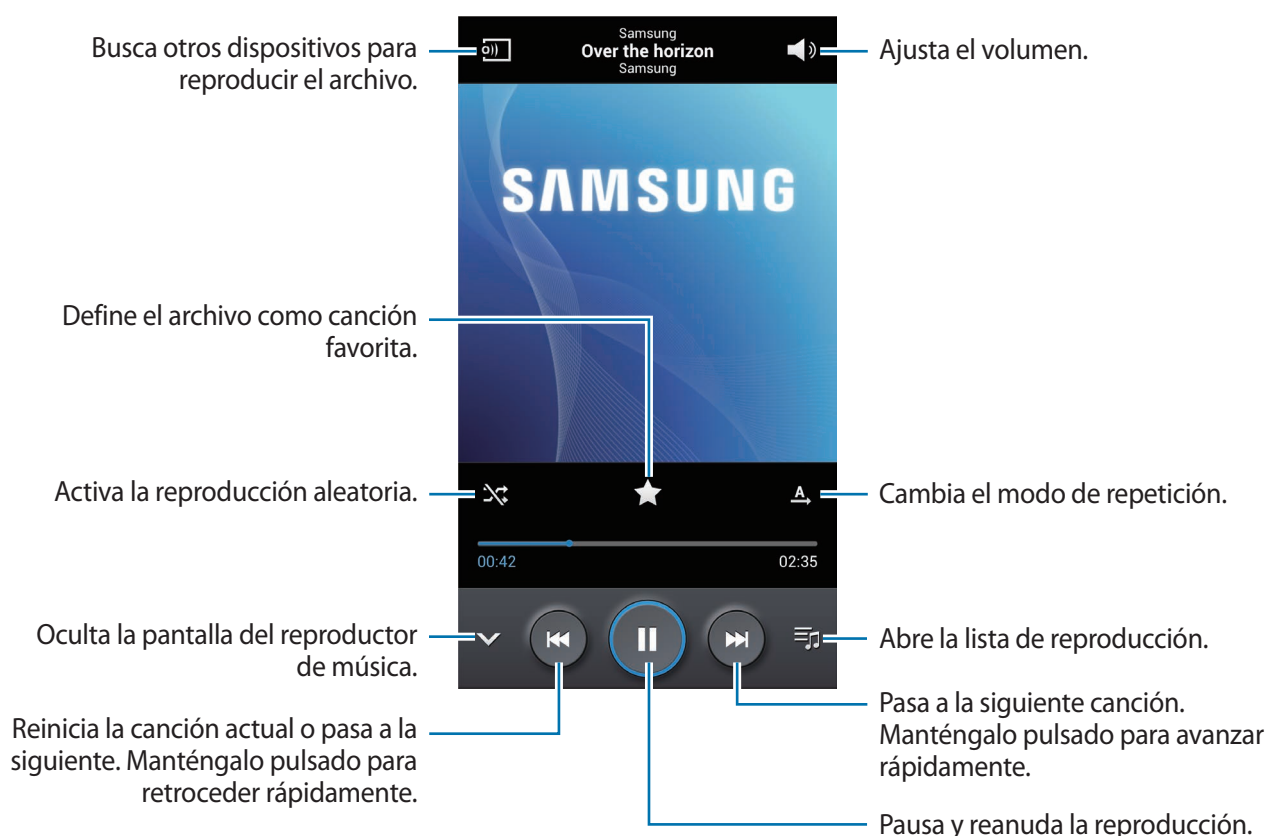 Busca otros dispositivos para
reproducir el archivo.
Samsung
Over the horizon
Samsung
Ajusta el volumen.
SAMSUNG
Define el archivo como canción
favorita.
Activa la reproducción aleatoria.
A
Cambia el modo de repetición.
00:42
02:35
Oculta la pantalla del reproductor
de música.
Abre la lista de reproducción.
Reinicia la canción actual o pasa a la
siguiente. Manténgalo pulsado para
retroceder rápidamente.
Pasa a la siguiente canción.
Manténgalo pulsado para avanzar
rápidamente.
Pausa y reanuda la reproducción.